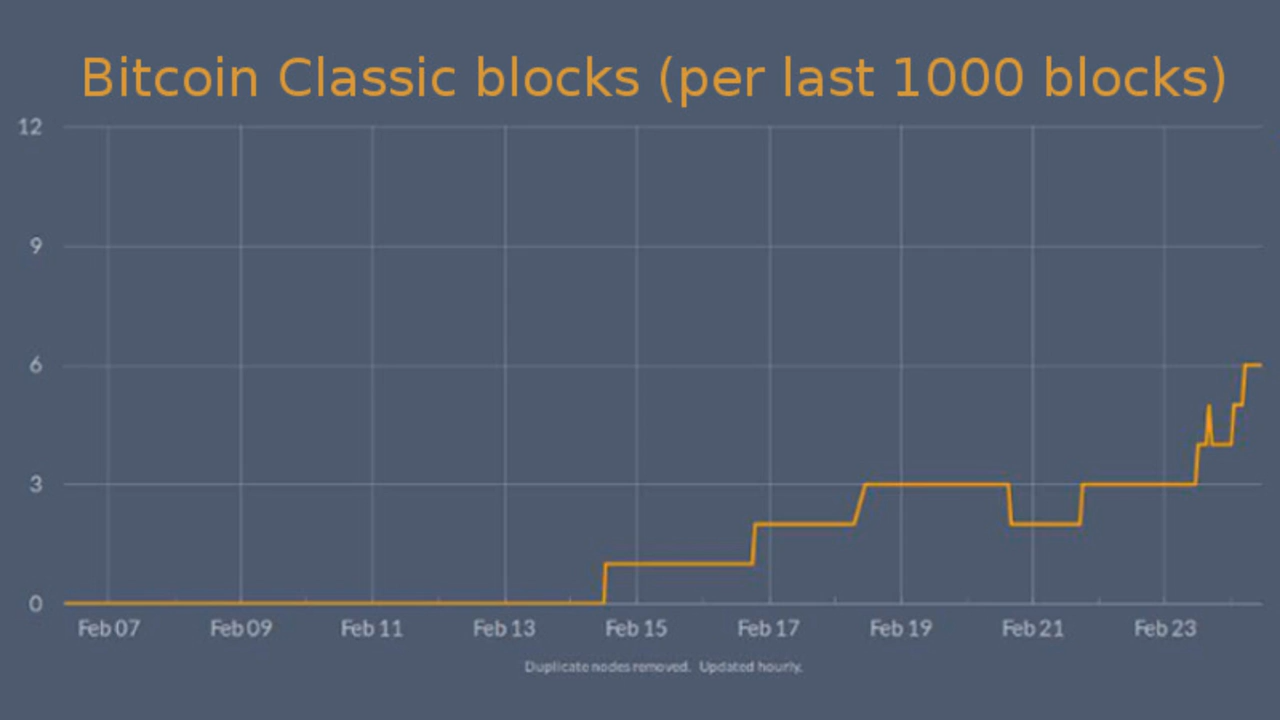 Bitcoin Classic blocks (per last 1000 blocks)
12
9
6
3
0
Feb 07 Feb 09 Feb 11 Feb 13 Feb 15 Feb 17 Feb 19 Feb 21 Feb 23
Duplicate nodes removed. Updated hourly.